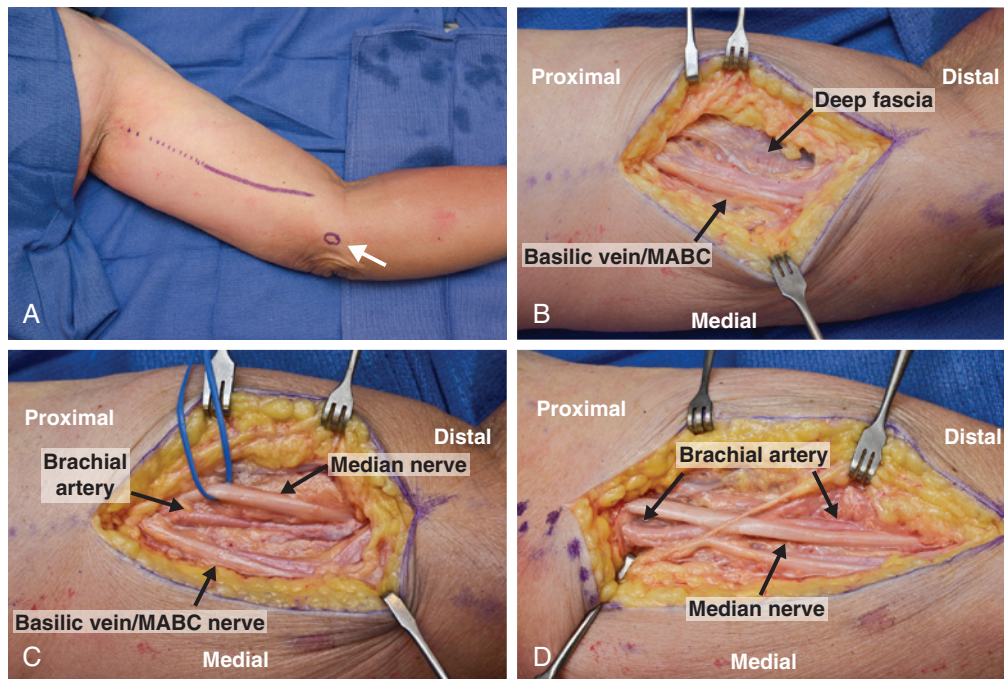 A
Proximal
Distal
Deep fascia
Basilic vein/MABC
Medial
B
Proximal
Distal
Brachial
artery
Median nerve
Basilic vein/MABC nerve
Medial
C
Proximal
Distal
Brachial artery
Median nerve
Medial
D